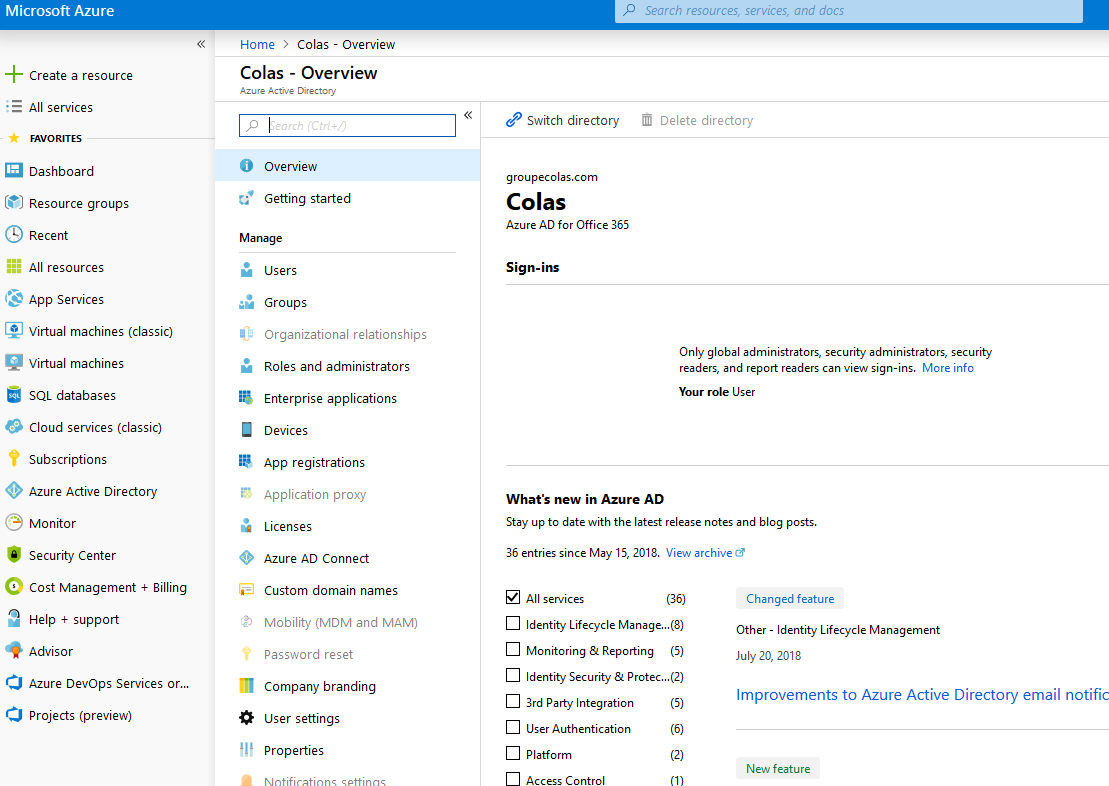 Microsoft Azure
Search resources, services, and docs
«
Create a resource
All services
FAVORITES
Dashboard
Resource groups
Recent
All resources
App Services
Virtual machines (classic)
Virtual machines
SQL databases
Cloud services (classic)
Subscriptions
Azure Active Directory
Monitor
Security Center
Cost Management + Billing
Help + support
Advisor
Azure DevOps Services or...
Projects (preview)
Home > Colas - Overview
Colas - Overview
Azure Active Directory
Search (Ctrl+/)
«
Overview
Getting started
Manage
Users
Groups
Organizational relationships
Roles and administrators
Enterprise applications
Devices
App registrations
Application proxy
Licenses
Azure AD Connect
Custom domain names
Mobility (MDM and MAM)
Password reset
Company branding
User settings
Properties
Notifications settings
Switch directory
Delete directory
groupecolas.com
Colas
Azure AD for Office 365
Sign-ins
Only global administrators, security administrators, security
readers, and report readers can view sign-ins. More info
Your role User
What's new in Azure AD
Stay up to date with the latest release notes and blog posts.
36 entries since May 15, 2018. View archive
All services (36)
Identity Lifecycle Manage...(8)
Monitoring & Reporting (5)
Identity Security & Protec...(2)
3rd Party Integration (5)
User Authentication (6)
Platform (2)
Access Control (1)
Changed feature
Other - Identity Lifecycle Management
July 20, 2018
Improvements to Azure Active Directory email notific
New feature